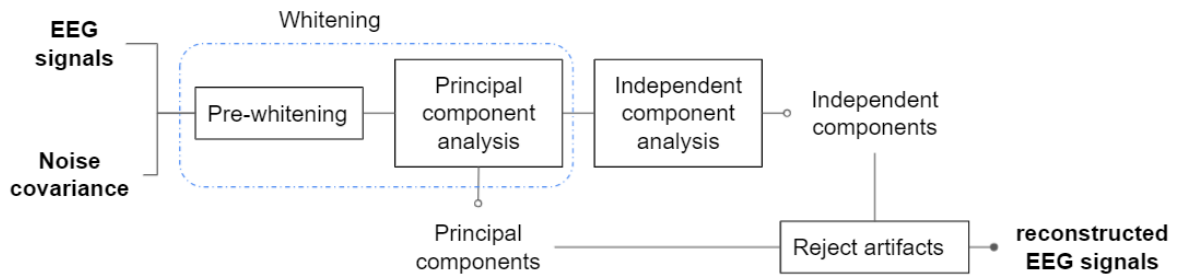 Whitening
EEG
signals
Pre-whitening
Noise
covariance
Principal
component
analysis
Independent
component
analysis
Independent
components
Principal
components
Reject artifacts
reconstructed
EEG signals